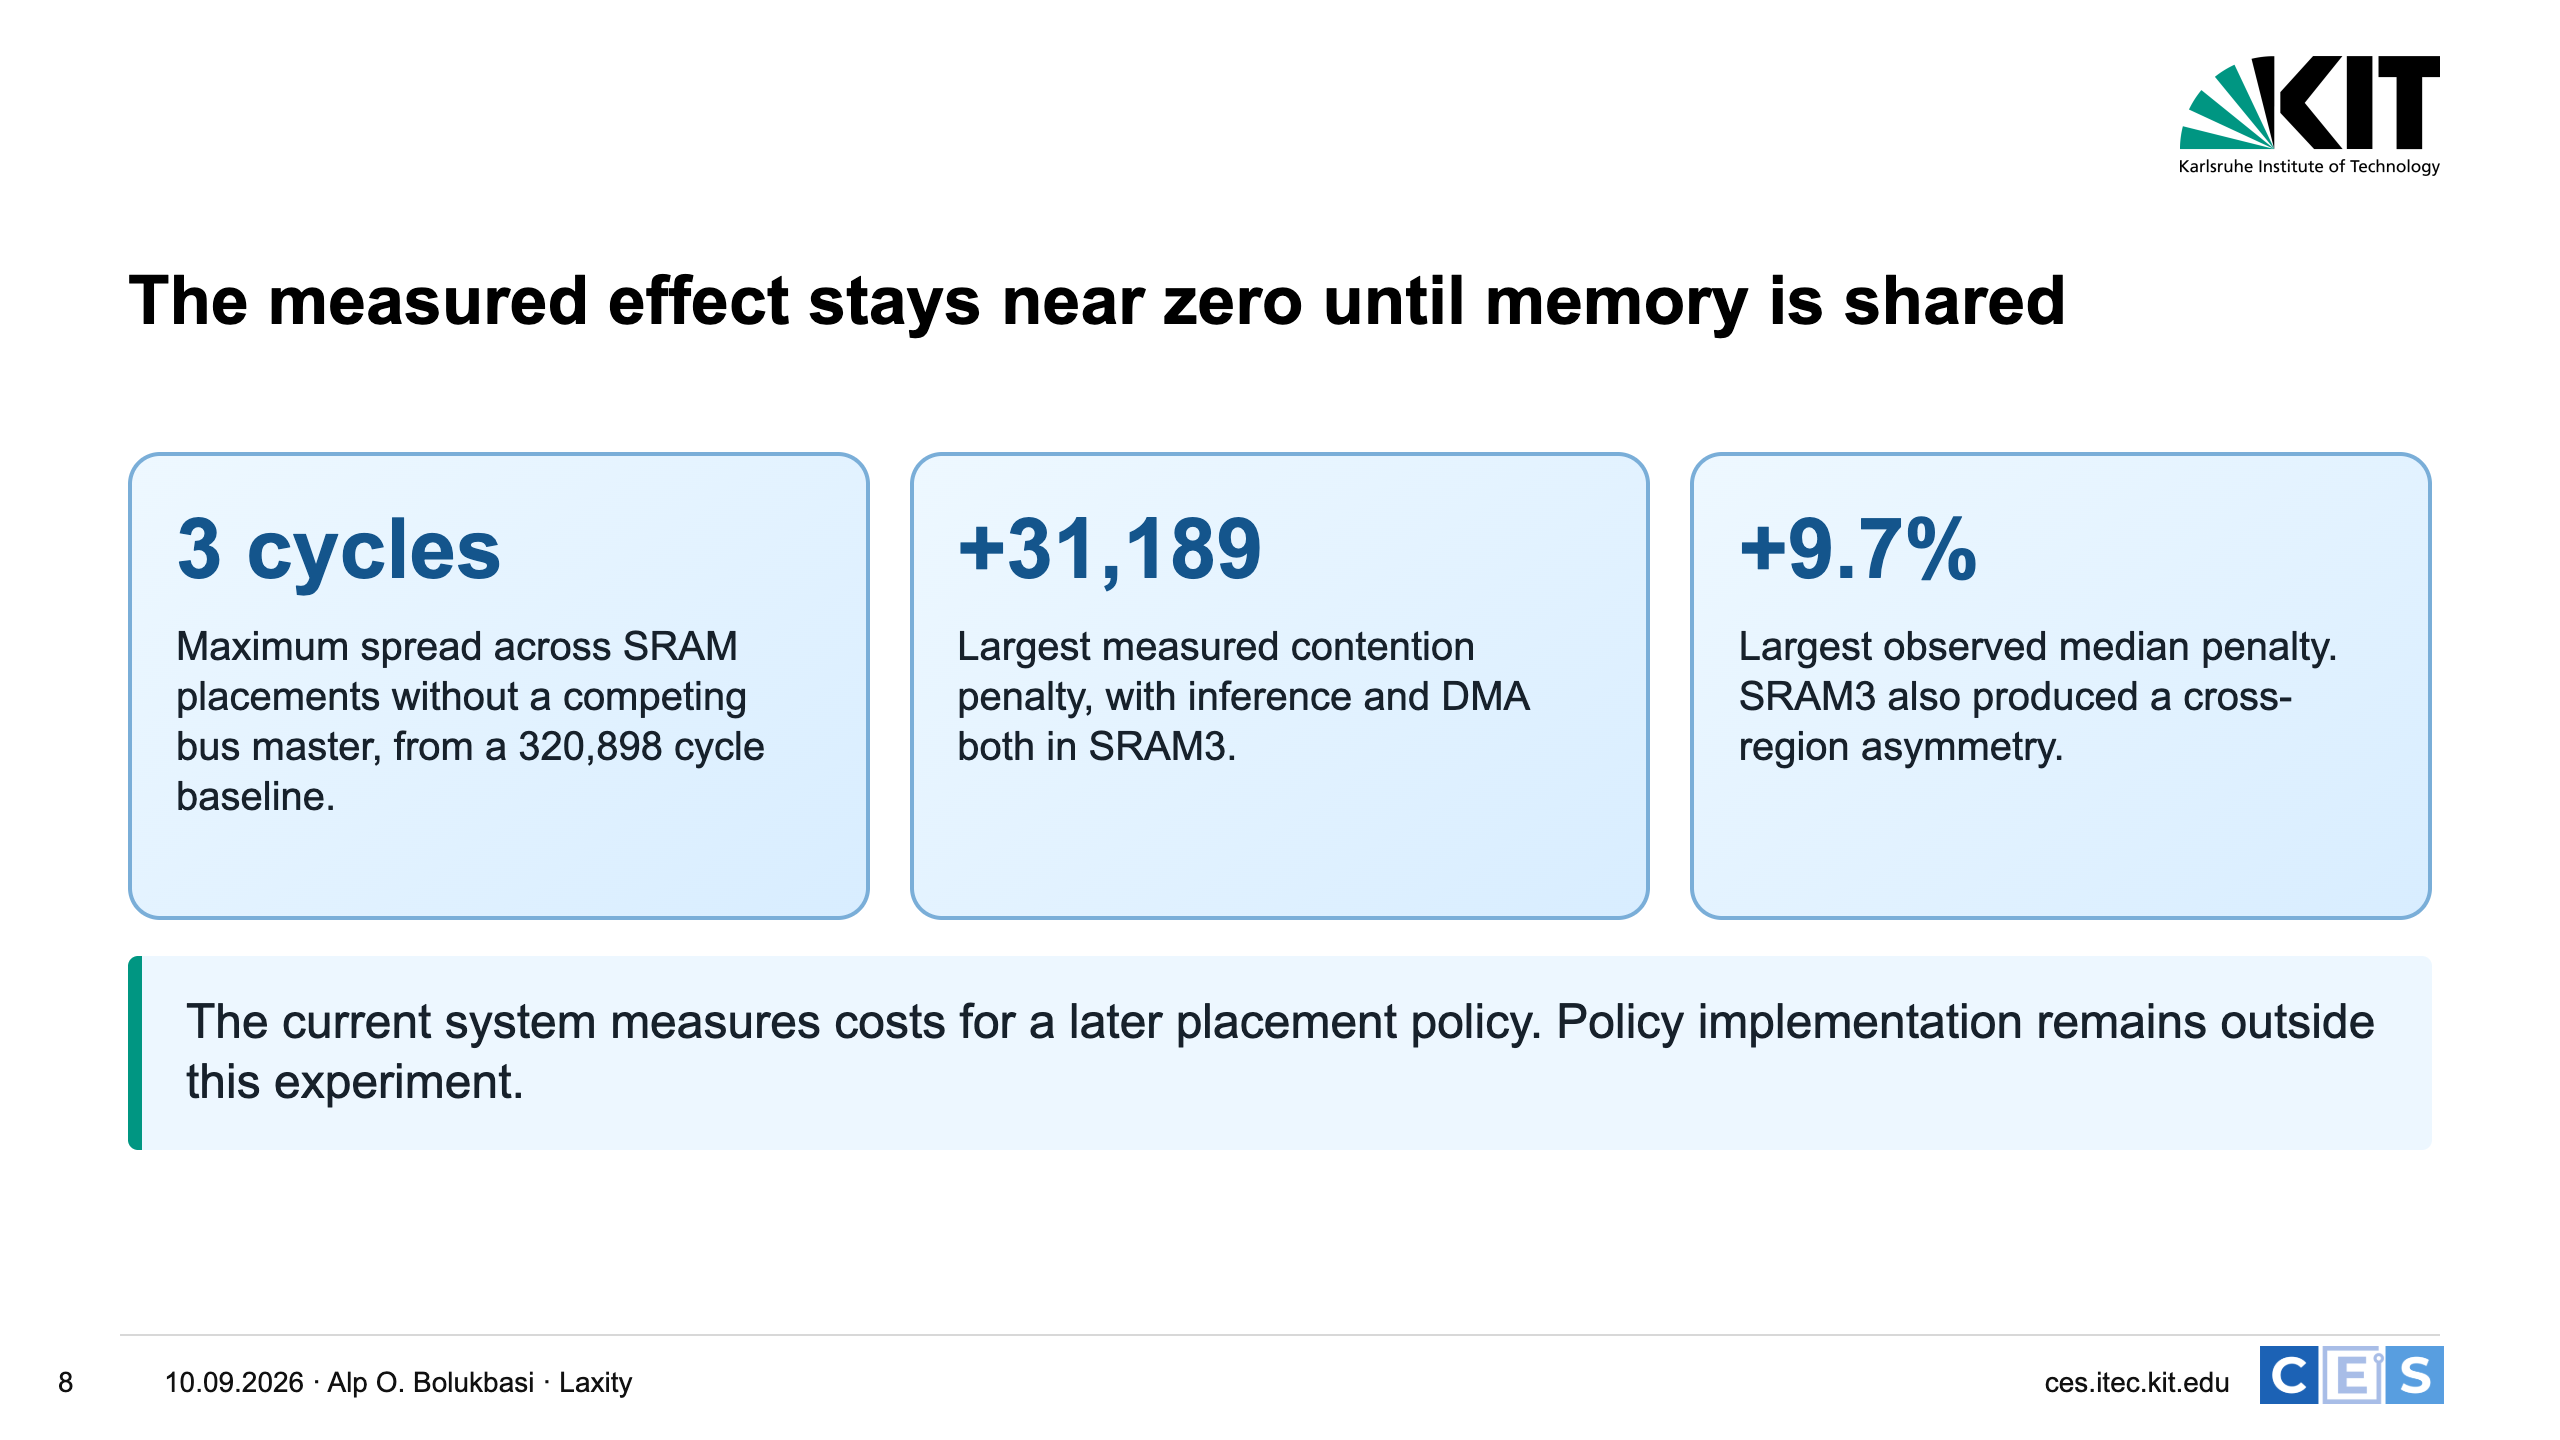 KIT
Karlsruhe Institute of Technology
The measured effect stays near zero until memory is shared
3 cycles
Maximum spread across SRAM
placements without a competing
bus master, from a 320,898 cycle
baseline.
+31,189
Largest measured contention
penalty, with inference and DMA
both in SRAM3.
+9.7%
Largest observed median penalty.
SRAM3 also produced a cross-
region asymmetry.
The current system measures costs for a later placement policy. Policy implementation remains outside
this experiment.
8
10.09.2026 · Alp O. Bolukbasi · Laxity
ces.itec.kit.edu
CES